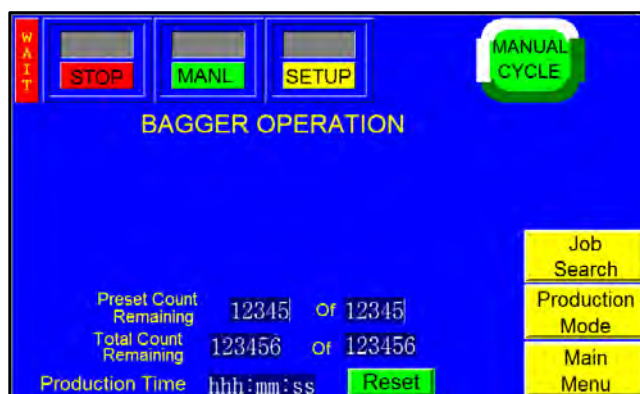 WAIT
STOP MANL SETUP
MANUAL
CYCLE
BAGGER OPERATION
Job
Search
Preset Count
Remaining 12345 Of 12345
Production
Mode
Total Count
Remaining 123456 Of 123456
Main
Menu
Production Time hhh:mm:ss Reset